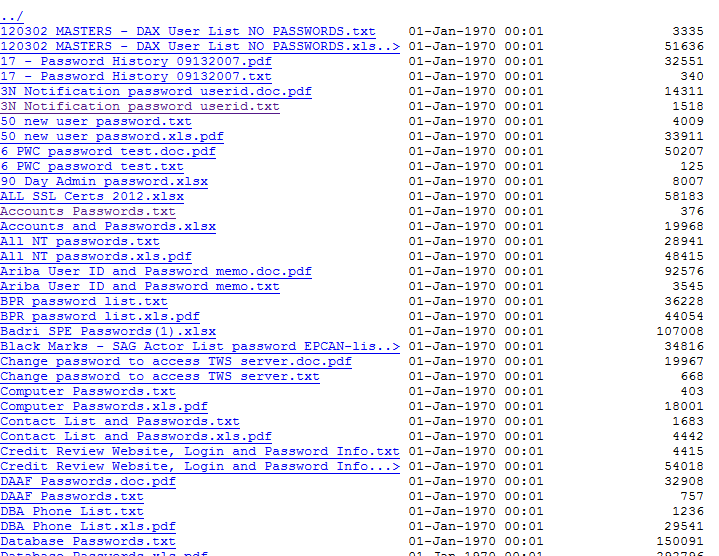 ../
120302 MASTERS - DAX User List NO PASSWORDS.txt 01-Jan-1970 00:01 3335
120302 MASTERS - DAX User List NO PASSWORDS.xls..> 01-Jan-1970 00:01 51636
17 - Password History 09132007.pdf 01-Jan-1970 00:01 32551
17 - Password History 09132007.txt 01-Jan-1970 00:01 340
3N Notification password userid.doc.pdf 01-Jan-1970 00:01 14311
3N Notification password userid.txt 01-Jan-1970 00:01 1518
50 new user password.txt 01-Jan-1970 00:01 4009
50 new user password.xls.pdf 01-Jan-1970 00:01 33911
6 PWC password test.doc.pdf 01-Jan-1970 00:01 50207
6 PWC password test.txt 01-Jan-1970 00:01 125
90 Day Admin password.xlsx 01-Jan-1970 00:01 8007
ALL SSL Certs 2012.xlsx 01-Jan-1970 00:01 58183
Accounts Passwords.txt 01-Jan-1970 00:01 376
Accounts and Passwords.xlsx 01-Jan-1970 00:01 19968
All NT passwords.txt 01-Jan-1970 00:01 28941
All NT passwords.xls.pdf 01-Jan-1970 00:01 48415
Ariba User ID and Password memo.doc.pdf 01-Jan-1970 00:01 92576
Ariba User ID and Password memo.txt 01-Jan-1970 00:01 3545
BPR password list.txt 01-Jan-1970 00:01 36228
BPR password list.xls.pdf 01-Jan-1970 00:01 44054
Badri SPE Passwords(1).xlsx 01-Jan-1970 00:01 107008
Black Marks - SAG Actor List password EPCAN-lis..> 01-Jan-1970 00:01 34816
Change password to access TWS server.doc.pdf 01-Jan-1970 00:01 19967
Change password to access TWS server.txt 01-Jan-1970 00:01 668
Computer Passwords.txt 01-Jan-1970 00:01 403
Computer Passwords.xls.pdf 01-Jan-1970 00:01 18001
Contact List and Passwords.txt 01-Jan-1970 00:01 1683
Contact List and Passwords.xls.pdf 01-Jan-1970 00:01 4442
Credit Review Website, Login and Password Info.txt 01-Jan-1970 00:01 4415
Credit Review Website, Login and Password Info...> 01-Jan-1970 00:01 54018
DAAF Passwords.doc.pdf 01-Jan-1970 00:01 32908
DAAF Passwords.txt 01-Jan-1970 00:01 757
DBA Phone List.txt 01-Jan-1970 00:01 1236
DBA Phone List.xls.pdf 01-Jan-1970 00:01 29541
Database Passwords.txt 01-Jan-1970 00:01 150091
Database Passwords.xls.pdf 01-Jan-1970 00:01